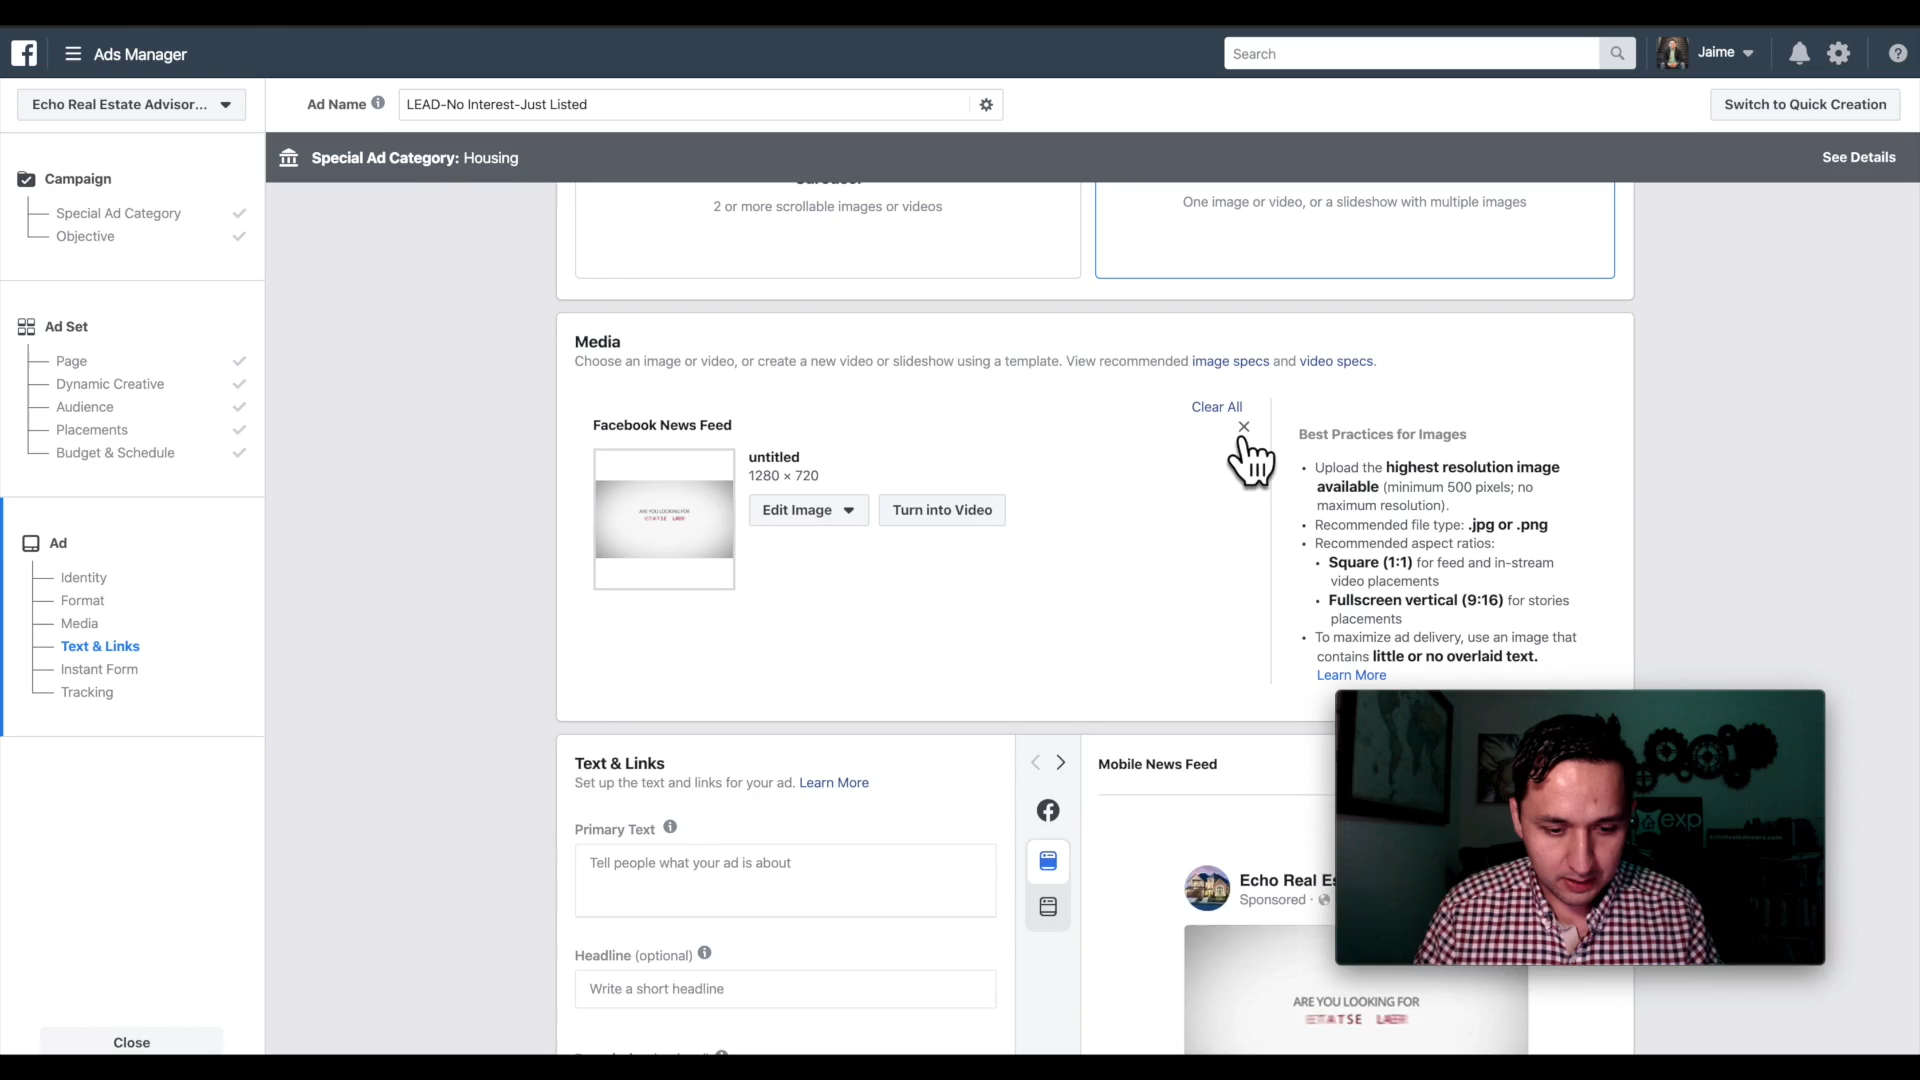 Ads Manager
Search
Jaime
Echo Real Estate Advisor...
Ad Name
LEAD-No Interest-Just Listed
Switch to Quick Creation
Special Ad Category: Housing
See Details
Campaign
Special Ad Category
Objective
Ad Set
Page
Dynamic Creative
Audience
Placements
Budget & Schedule
Ad
Identity
Format
Media
Text & Links
Instant Form
Tracking
Close
2 or more scrollable images or videos
One image or video, or a slideshow with multiple images
Media
Choose an image or video, or create a new video or slideshow using a template. View recommended image specs and video specs.
Clear All
Facebook News Feed
ARE YOU LOOKING FOR
ETATSE
untitled
1280 × 720
Edit Image
Turn into Video
Best Practices for Images
• Upload the highest resolution image
available (minimum 500 pixels; no
maximum resolution).
• Recommended file type: .jpg or .png
• Recommended aspect ratios:
• Square (1:1) for feed and in-stream
video placements
• Fullscreen vertical (9:16) for stories
placements
• To maximize ad delivery, use an image that
contains little or no overlaid text.
Learn More
Text & Links
Set up the text and links for your ad. Learn More
Primary Text
Tell people what your ad is about
Headline (optional)
Write a short headline
Mobile News Feed
Echo Real Es
Sponsored ·
ARE YOU LOOKING FOR
ETATSE
exp